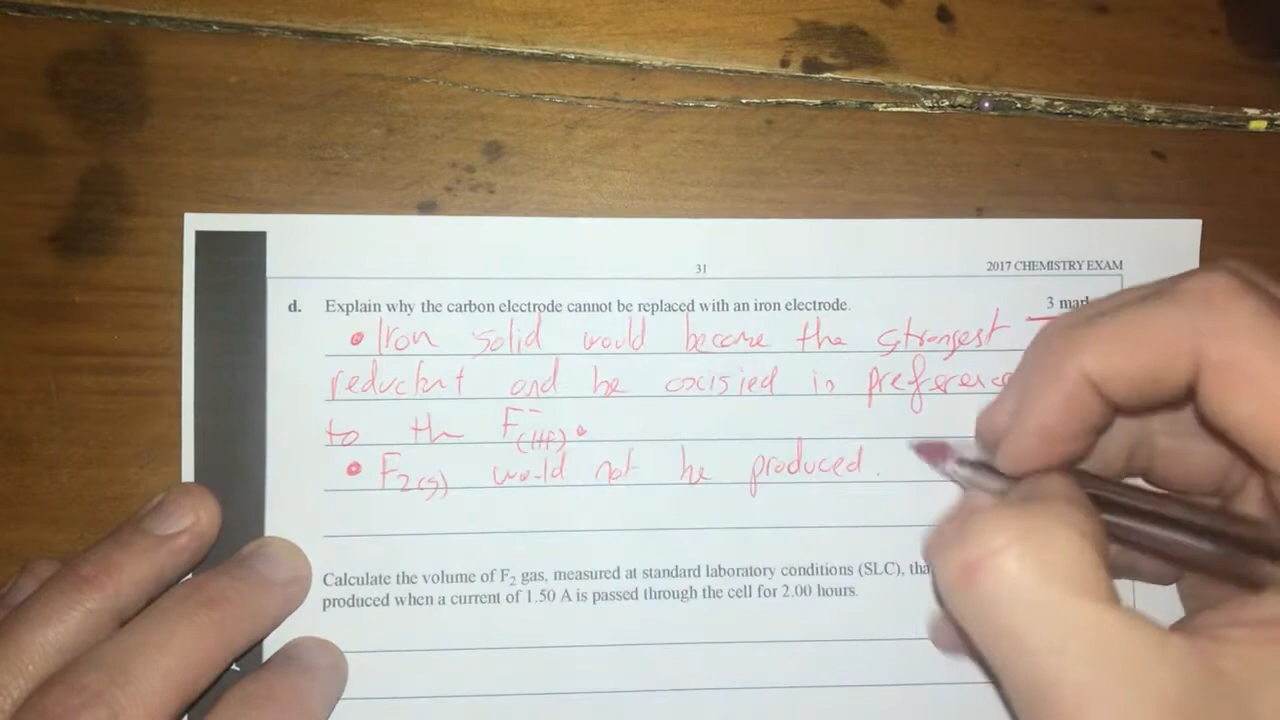 31
2017 CHEMISTRY EXAM
d. Explain why the carbon electrode cannot be replaced with an iron electrode.
3 mar
• Iron solid would become the strongest
reductant and be oxcisied in preference
to the F⁻(HF).
• F2(g) would not be produced.
Calculate the volume of F2 gas, measured at standard laboratory conditions (SLC), tha
produced when a current of 1.50 A is passed through the cell for 2.00 hours.